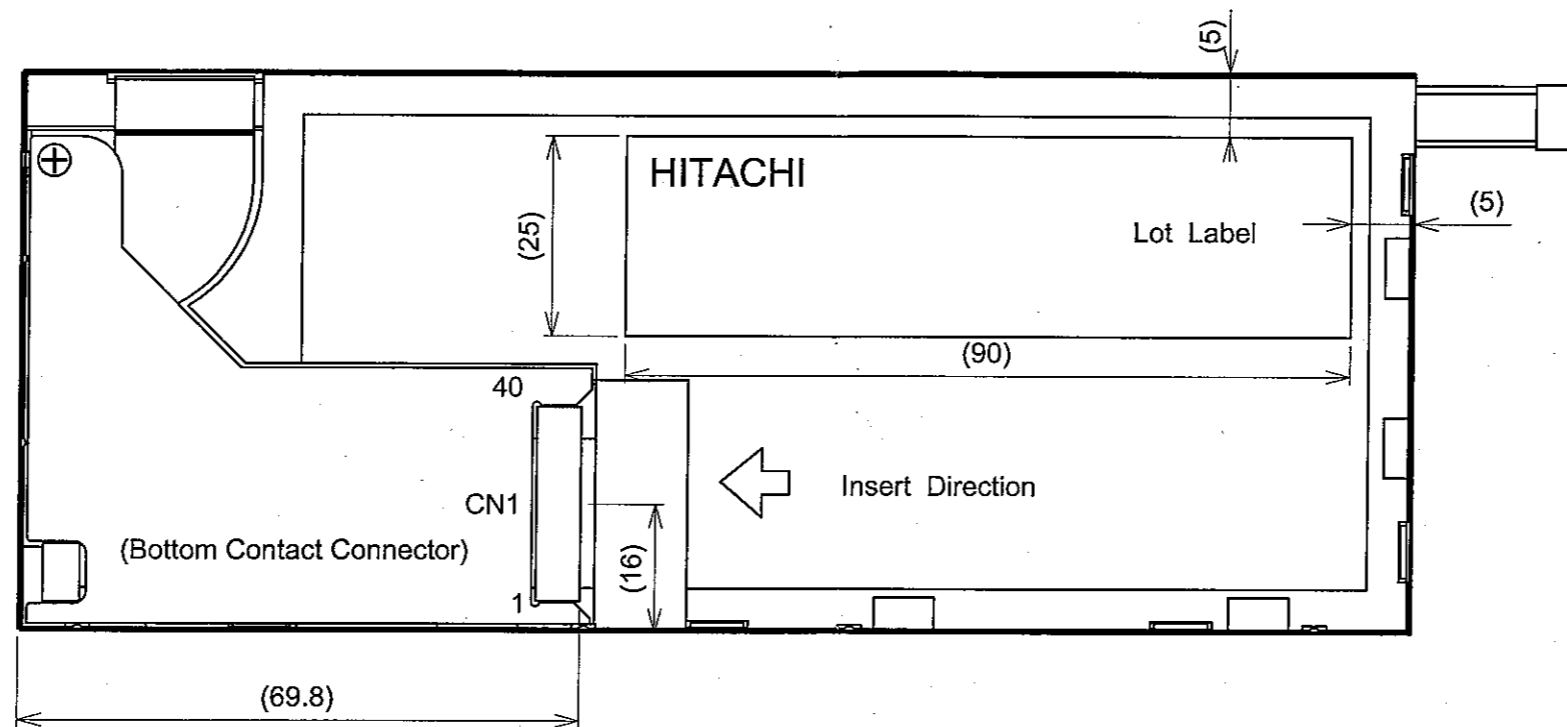 (5)
HITACHI
(5)
Lot Label
(25)
(90)
40
CN1
Insert Direction
(Bottom Contact Connector)
(16)
1
(69.8)